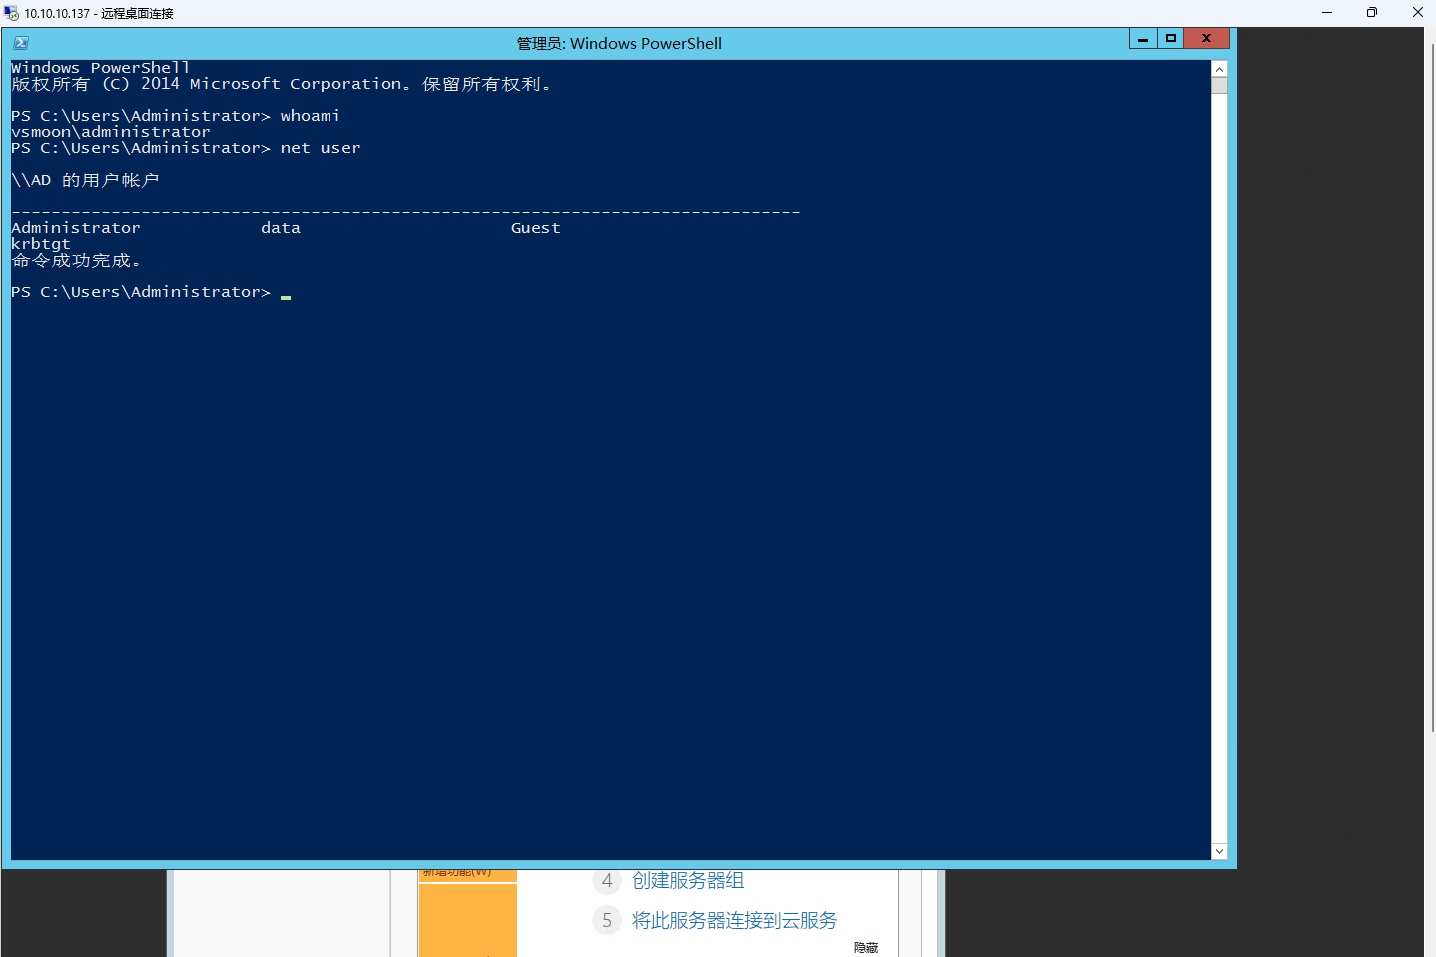 10.10.10.137 - 远程桌面连接
管理员: Windows PowerShell
Windows PowerShell
版权所有 (C) 2014 Microsoft Corporation。保留所有权利。
PS C:\Users\Administrator> whoami
vsmoon\administrator
PS C:\Users\Administrator> net user
\\AD 的用户帐户
-------------------------------------------------------------------------------
Administrator data Guest
krbtgt
命令成功完成。
PS C:\Users\Administrator>
新增功能(W)
4 创建服务器组
5 将此服务器连接到云服务
隐藏